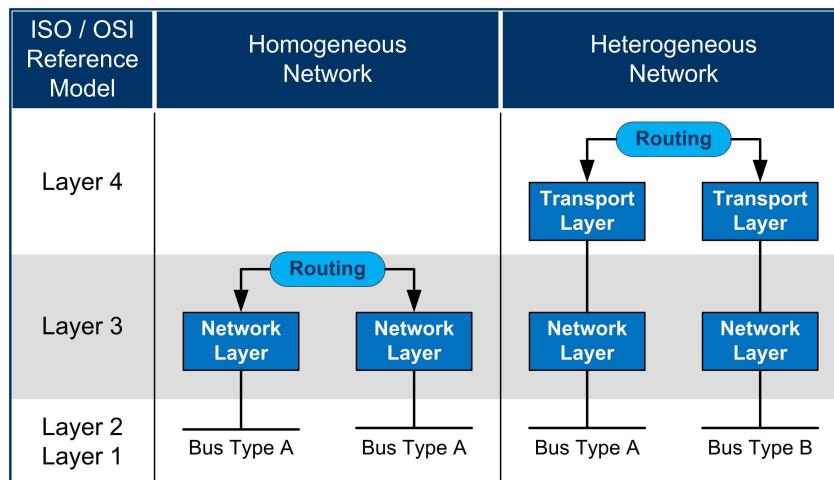 ISO / OSI
Reference
Model
Homogeneous
Network
Heterogeneous
Network
Layer 4
Routing
Transport
Layer
Transport
Layer
Layer 3
Routing
Network
Layer
Network
Layer
Network
Layer
Network
Layer
Layer 2
Layer 1
Bus Type A
Bus Type A
Bus Type A
Bus Type B